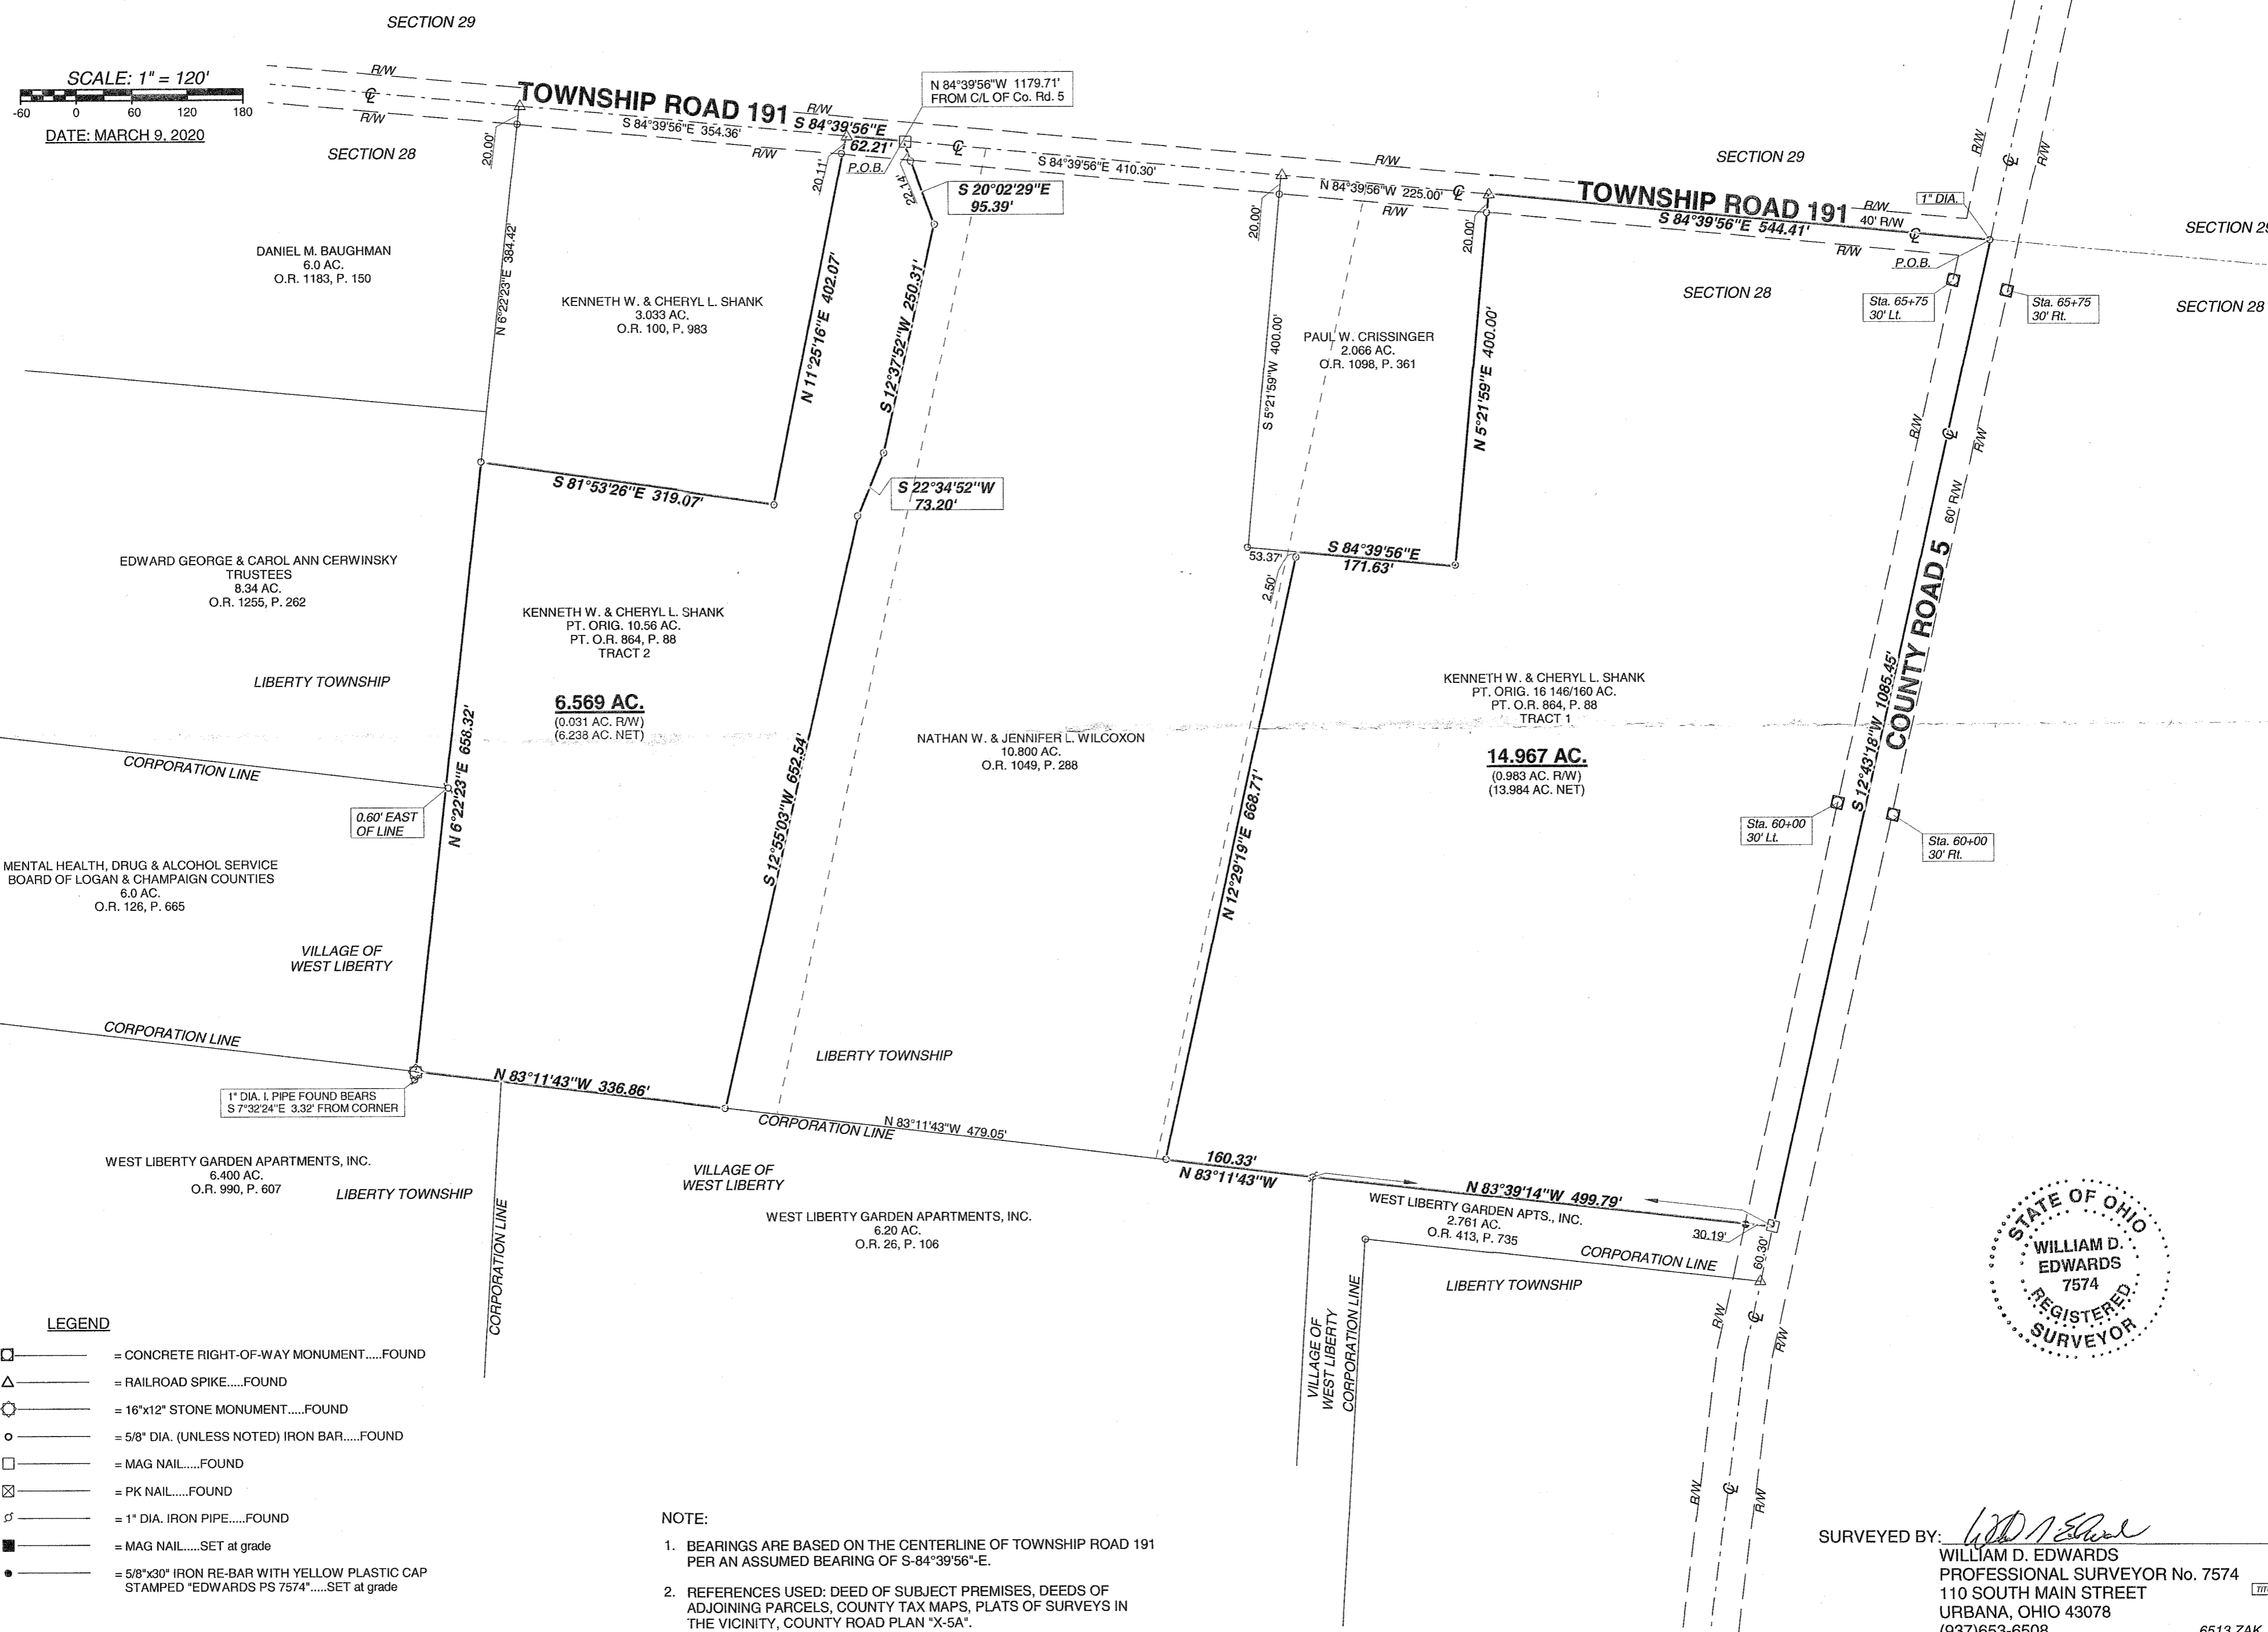 SECTION 29
SCALE: 1" = 120'
-60 0 60 120 180
DATE: MARCH 9, 2020
SECTION 28
R/W
R/W
℄
TOWNSHIP ROAD 191
S 84°39'56"E 354.36'
R/W
R/W
S 84°39'56"E
62.21'
P.O.B.
N 84°39'56"W 1179.71'
FROM C/L OF Co. Rd. 5
℄
20.00'
20.11'
22.14'
S 20°02'29"E
95.39'
S 84°39'56"E 410.30'
R/W
R/W
N 84°39'56"W 225.00'
℄
20.00'
20.00'
SECTION 29
TOWNSHIP ROAD 191
S 84°39'56"E 544.41'
40' R/W
R/W
R/W
℄
1" DIA.
P.O.B.
R/W
℄
R/W
SECTION 29
SECTION 28
SECTION 28
Sta. 65+75
30' Lt.
Sta. 65+75
30' Rt.
DANIEL M. BAUGHMAN
6.0 AC.
O.R. 1183, P. 150
N 6°22'23"E 384.42'
KENNETH W. & CHERYL L. SHANK
3.033 AC.
O.R. 100, P. 983
N 11°25'16"E 402.07'
S 12°37'52"W 250.31'
S 5°21'59"W 400.00'
PAUL W. CRISSINGER
2.066 AC.
O.R. 1098, P. 361
N 5°21'59"E 400.00'
S 81°53'26"E 319.07'
S 22°34'52"W
73.20'
53.37'
2.50'
S 84°39'56"E
171.63'
R/W
℄
R/W
60' R/W
COUNTY ROAD 5
S 12°43'18"W 1085.45'
EDWARD GEORGE & CAROL ANN CERWINSKY
TRUSTEES
8.34 AC.
O.R. 1255, P. 262
KENNETH W. & CHERYL L. SHANK
PT. ORIG. 10.56 AC.
PT. O.R. 864, P. 88
TRACT 2
6.569 AC.
(0.031 AC. R/W)
(6.238 AC. NET)
LIBERTY TOWNSHIP
CORPORATION LINE
N 6°22'23"E 658.32'
0.60' EAST
OF LINE
S 12°55'03"W 652.54'
NATHAN W. & JENNIFER L. WILCOXON
10.800 AC.
O.R. 1049, P. 288
N 12°29'19"E 668.71'
KENNETH W. & CHERYL L. SHANK
PT. ORIG. 16 146/160 AC.
PT. O.R. 864, P. 88
TRACT 1
14.967 AC.
(0.983 AC. R/W)
(13.984 AC. NET)
Sta. 60+00
30' Lt.
Sta. 60+00
30' Rt.
MENTAL HEALTH, DRUG & ALCOHOL SERVICE
BOARD OF LOGAN & CHAMPAIGN COUNTIES
6.0 AC.
O.R. 126, P. 665
VILLAGE OF
WEST LIBERTY
CORPORATION LINE
1" DIA. I. PIPE FOUND BEARS
S 7°32'24"E 3.32' FROM CORNER
N 83°11'43"W 336.86'
LIBERTY TOWNSHIP
CORPORATION LINE
N 83°11'43"W 479.05'
160.33'
N 83°11'43"W
N 83°39'14"W 499.79'
WEST LIBERTY GARDEN APTS., INC.
2.761 AC.
O.R. 413, P. 735
30.19'
60.30'
CORPORATION LINE
LIBERTY TOWNSHIP
WEST LIBERTY GARDEN APARTMENTS, INC.
6.400 AC.
O.R. 990, P. 607
LIBERTY TOWNSHIP
CORPORATION LINE
VILLAGE OF
WEST LIBERTY
WEST LIBERTY GARDEN APARTMENTS, INC.
6.20 AC.
O.R. 26, P. 106
VILLAGE OF
WEST LIBERTY
CORPORATION LINE
R/W
℄
R/W
R/W
℄
R/W
STATE OF OHIO
WILLIAM D.
EDWARDS
7574
REGISTERED
SURVEYOR
LEGEND
= CONCRETE RIGHT-OF-WAY MONUMENT.....FOUND
= RAILROAD SPIKE.....FOUND
= 16"x12" STONE MONUMENT.....FOUND
= 5/8" DIA. (UNLESS NOTED) IRON BAR.....FOUND
= MAG NAIL.....FOUND
= PK NAIL.....FOUND
= 1" DIA. IRON PIPE.....FOUND
= MAG NAIL.....SET at grade
= 5/8"x30" IRON RE-BAR WITH YELLOW PLASTIC CAP
STAMPED "EDWARDS PS 7574".....SET at grade
NOTE:
1. BEARINGS ARE BASED ON THE CENTERLINE OF TOWNSHIP ROAD 191
PER AN ASSUMED BEARING OF S-84°39'56"-E.
2. REFERENCES USED: DEED OF SUBJECT PREMISES, DEEDS OF
ADJOINING PARCELS, COUNTY TAX MAPS, PLATS OF SURVEYS IN
THE VICINITY, COUNTY ROAD PLAN "X-5A".
SURVEYED BY:
WILLIAM D. EDWARDS
PROFESSIONAL SURVEYOR No. 7574
110 SOUTH MAIN STREET
URBANA, OHIO 43078
(937)653-6508
6513 ZAK